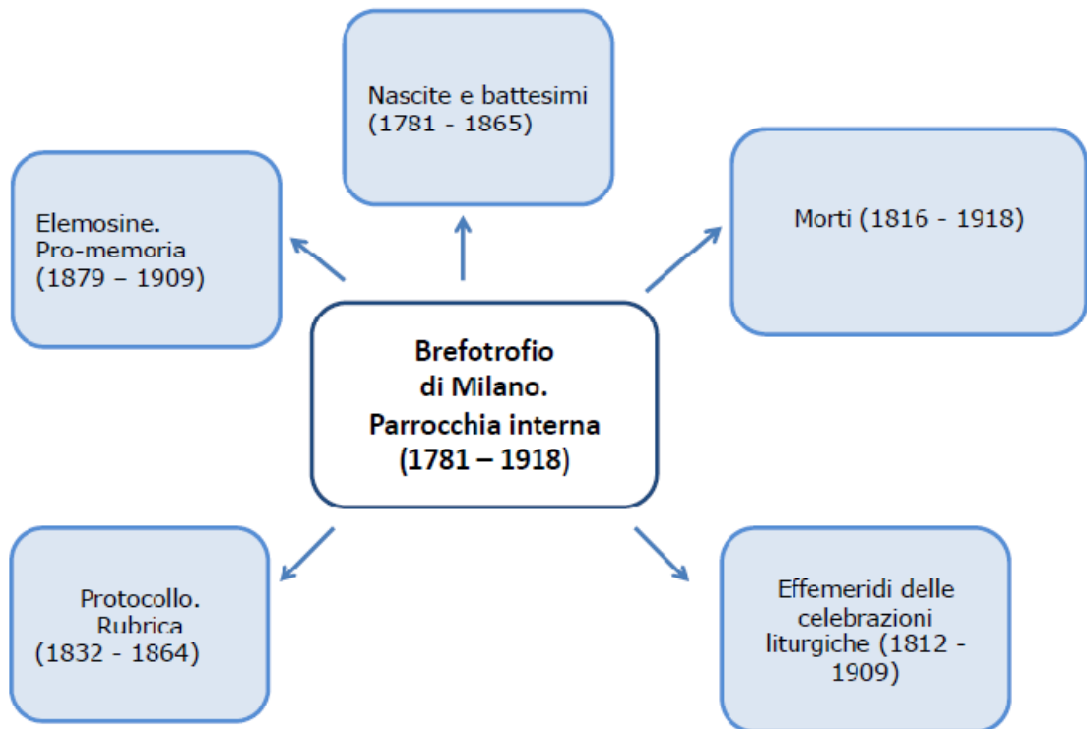 Nascite e battesimi
(1781 - 1865)
Elemosine.
Pro-memoria
(1879 – 1909)
Morti (1816 - 1918)
Brefotrofio
di Milano.
Parrocchia interna
(1781 – 1918)
Protocollo.
Rubrica
(1832 - 1864)
Effemeridi delle
celebrazioni
liturgiche (1812 -
1909)